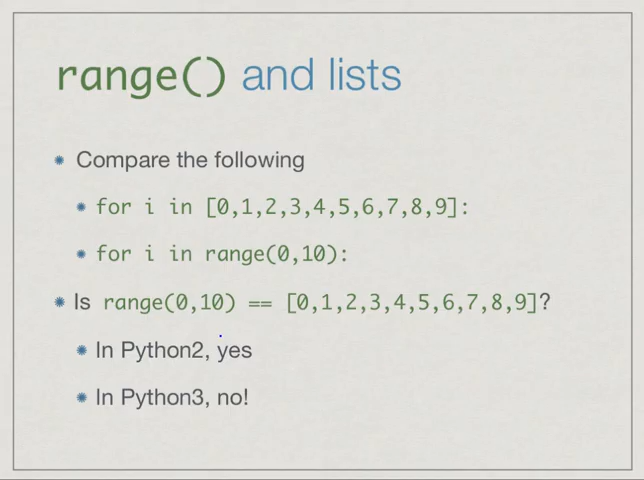 range() and lists
Compare the following
for i in [0,1,2,3,4,5,6,7,8,9]:
for i in range(0,10):
Is range(0,10) == [0,1,2,3,4,5,6,7,8,9]?
In Python2, yes
In Python3, no!